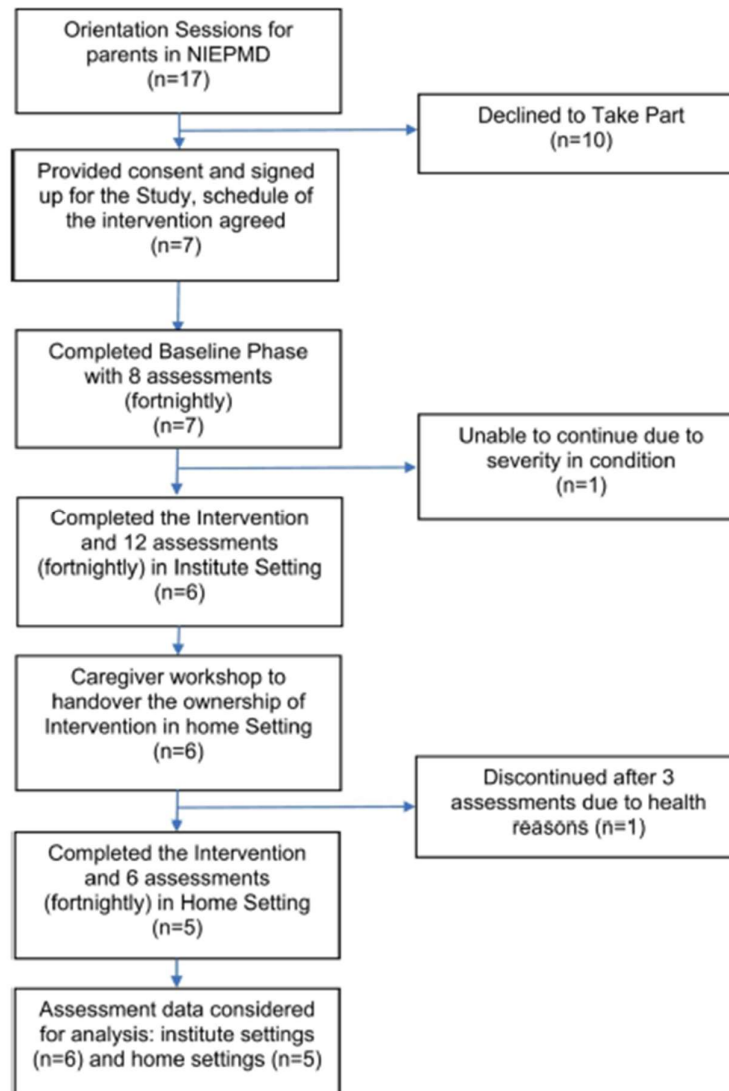 Orientation Sessions for
parents in NIEPMD
(n=17)
Declined to Take Part
(n=10)
Provided consent and signed
up for the Study, schedule of
the intervention agreed
(n=7)
Completed Baseline Phase
with 8 assessments
(fortnightly)
(n=7)
Unable to continue due to
severity in condition
(n=1)
Completed the Intervention
and 12 assessments
(fortnightly) in Institute Setting
(n=6)
Caregiver workshop to
handover the ownership of
Intervention in home Setting
(n=6)
Discontinued after 3
assessments due to health
reasons (n=1)
Completed the Intervention
and 6 assessments
(fortnightly) in Home Setting
(n=5)
Assessment data considered
for analysis: institute settings
(n=6) and home settings (n=5)